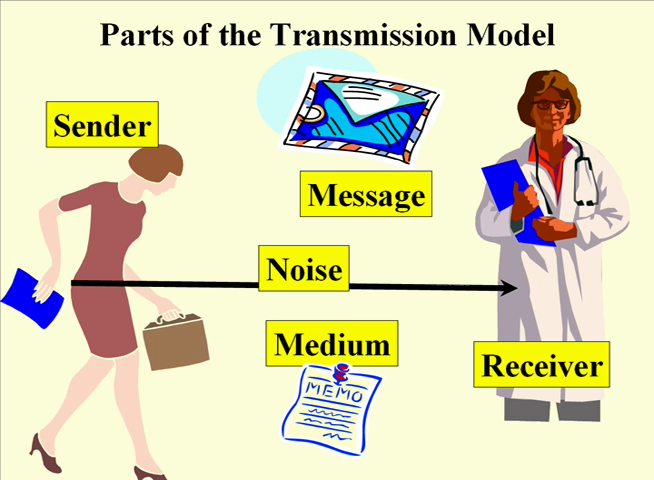 Parts of the Transmission Model
Sender
Message
Noise
Medium
MEMO
Receiver